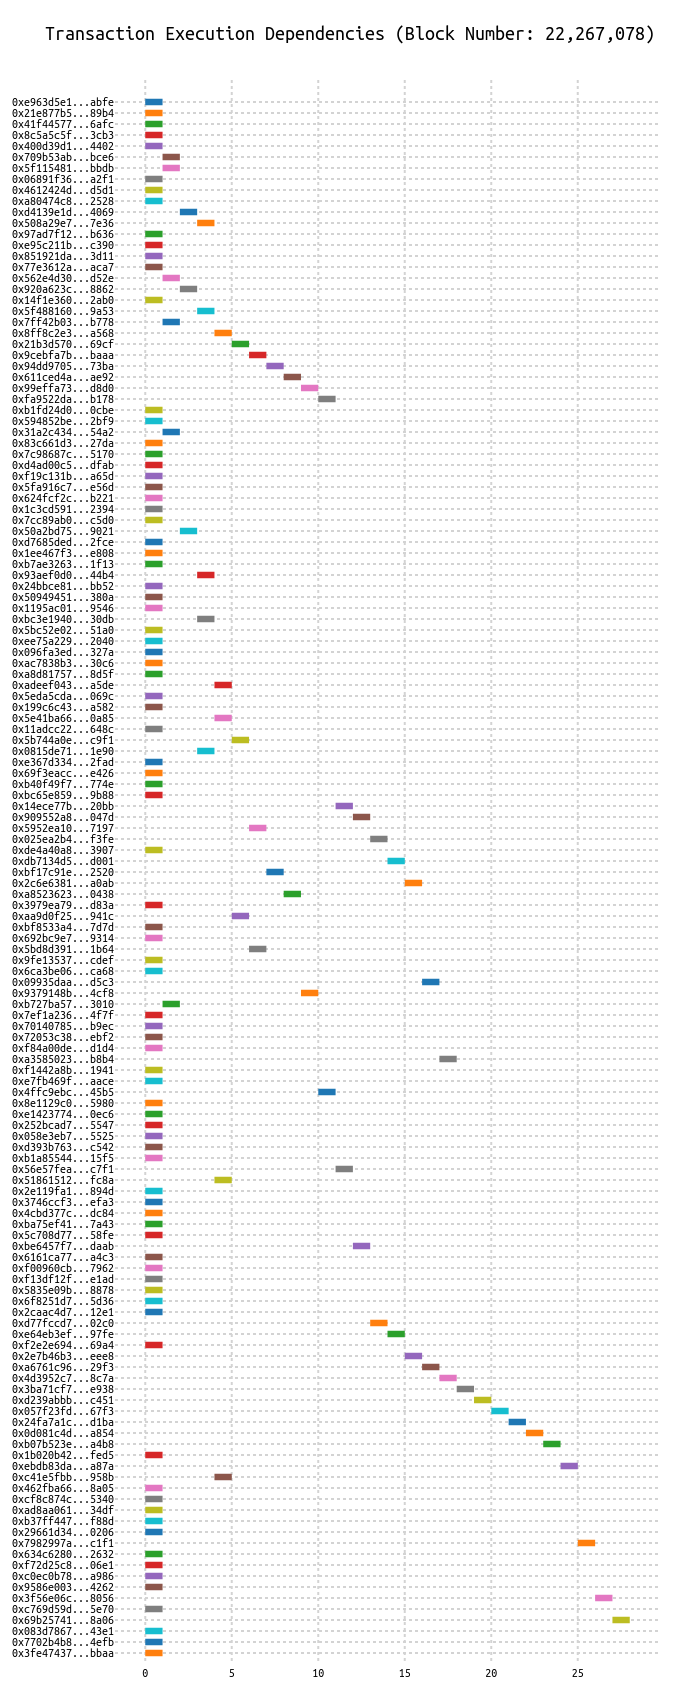 Transaction Execution Dependencies (Block Number: 22,267,078)
0xe963d5e1...abfe
0x21e877b5...89b4
0x41f44577...6afc
0x8c5a5c5f...3cb3
0x400d39d1...4402
0x709b53ab...bce6
0x5f115481...bbdb
0x06891f36...a2f1
0x4612424d...d5d1
0xa80474c8...2528
0xd4139e1d...4069
0x508a29e7...7e36
0x97ad7f12...b636
0xe95c211b...c390
0x851921da...3d11
0x77e3612a...aca7
0x562e4d30...d52e
0x920a623c...8862
0x14f1e360...2ab0
0x5f488160...9a53
0x7ff42b03...b778
0x8ff8c2e3...a568
0x21b3d570...69cf
0x9cebfa7b...baaa
0x94dd9705...73ba
0x611ced4a...ae92
0x99effa73...d8d0
0xfa9522da...b178
0xb1fd24d0...0cbe
0x594852be...2bf9
0x31a2c434...54a2
0x83c661d3...27da
0x7c98687c...5170
0xd4ad00c5...dfab
0xf19c131b...a65d
0x5fa916c7...e56d
0x624fcf2c...b221
0x1c3cd591...2394
0x7cc89ab0...c5d0
0x50a2bd75...9021
0xd7685ded...2fce
0x1ee467f3...e808
0xb7ae3263...1f13
0x93aef0d0...44b4
0x24bbce81...bb52
0x50949451...380a
0x1195ac01...9546
0xbc3e1940...30db
0x5bc52e02...51a0
0xee75a229...2040
0x096fa3ed...327a
0xac7838b3...30c6
0xa8d81757...8d5f
0xadeef043...a5de
0x5eda5cda...069c
0x199c6c43...a582
0x5e41ba66...0a85
0x11adcc22...648c
0x5b744a0e...c9f1
0x0815de71...1e90
0xe367d334...2fad
0x69f3eacc...e426
0xb40f49f7...774e
0xbc65e859...9b88
0x14ece77b...20bb
0x909552a8...047d
0x5952ea10...7197
0x025ea2b4...f3fe
0xde4a40a8...3907
0xdb7134d5...d001
0xbf17c91e...2520
0x2c6e6381...a0ab
0xa8523623...0438
0x3979ea79...d83a
0xaa9d0f25...941c
0xbf8533a4...7d7d
0x692bc9e7...9314
0x5bd8d391...1b64
0x9fe13537...cdef
0x6ca3be06...ca68
0x09935daa...d5c3
0x9379148b...4cf8
0xb727ba57...3010
0x7ef1a236...4f7f
0x70140785...b9ec
0x72053c38...ebf2
0xf84a00de...d1d4
0xa3585023...b8b4
0xf1442a8b...1941
0xe7fb469f...aace
0x4ffc9ebc...45b5
0x8e1129c0...5980
0xe1423774...0ec6
0x252bcad7...5547
0x058e3eb7...5525
0xd393b763...c542
0xb1a85544...15f5
0x56e57fea...c7f1
0x51861512...fc8a
0x2e119fa1...894d
0x3746ccf3...efa3
0x4cbd377c...dc84
0xba75ef41...7a43
0x5c708d77...58fe
0xbe6457f7...daab
0x6161ca77...a4c3
0xf00960cb...7962
0xf13df12f...e1ad
0x5835e09b...8878
0x6f8251d7...5d36
0x2caac4d7...12e1
0xd77fccd7...02c0
0xe64eb3ef...97fe
0xf2e2e694...69a4
0x2e7b46b3...eee8
0xa6761c96...29f3
0x4d3952c7...8c7a
0x3ba71cf7...e938
0xd239abbb...c451
0x057f23fd...67f3
0x24fa7a1c...d1ba
0x0d081c4d...a854
0xb07b523e...a4b8
0x1b020b42...fed5
0xebdb83da...a87a
0xc41e5fbb...958b
0x462fba66...8a05
0xcf8c874c...5340
0xad8aa061...34df
0xb37ff447...f88d
0x29661d34...0206
0x7982997a...c1f1
0x634c6280...2632
0xf72d25c8...06e1
0xc0ec0b78...a986
0x9586e003...4262
0x3f56e06c...8056
0xc769d59d...5e70
0x69b25741...8a06
0x083d7867...43e1
0x7702b4b8...4efb
0x3fe47437...bbaa
0 5 10 15 20 25